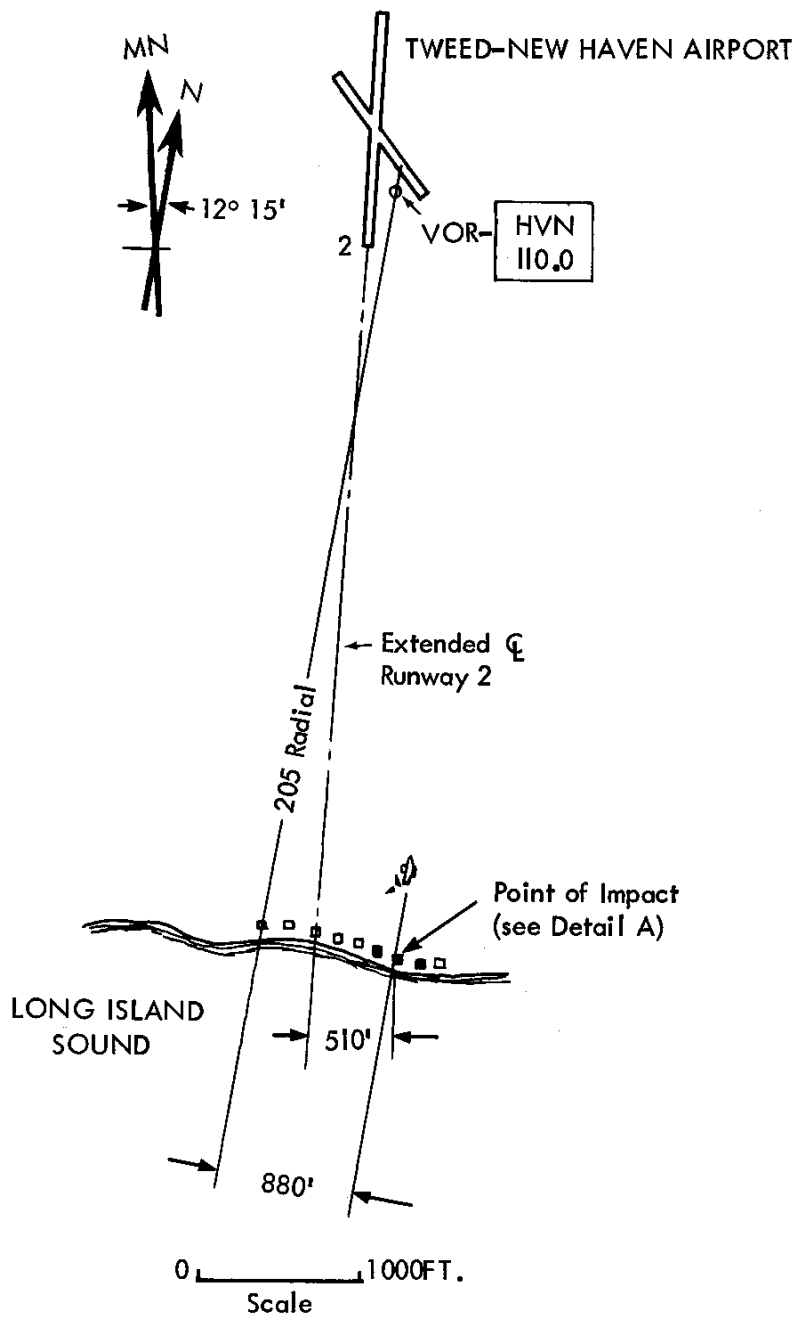 TWEED-NEW HAVEN AIRPORT
MN
N
12° 15'
2
VOR-
HVN
110.0
Extended ℄
Runway 2
205 Radial
Point of Impact
(see Detail A)
LONG ISLAND
SOUND
510'
880'
0 1000FT.
Scale